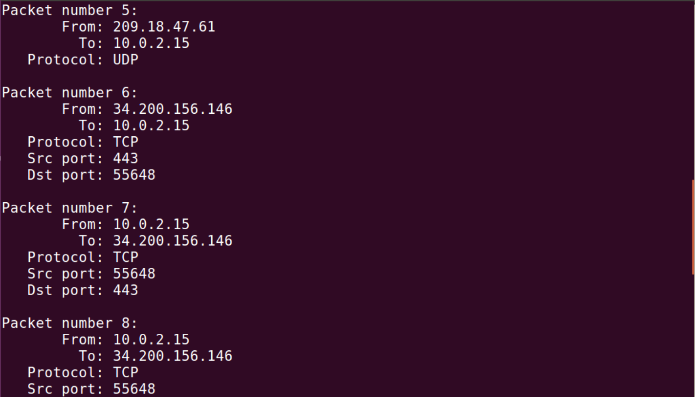 Packet number 5:
From: 209.18.47.61
To: 10.0.2.15
Protocol: UDP
Packet number 6:
From: 34.200.156.146
To: 10.0.2.15
Protocol: TCP
Src port: 443
Dst port: 55648
Packet number 7:
From: 10.0.2.15
To: 34.200.156.146
Protocol: TCP
Src port: 55648
Dst port: 443
Packet number 8:
From: 10.0.2.15
To: 34.200.156.146
Protocol: TCP
Src port: 55648